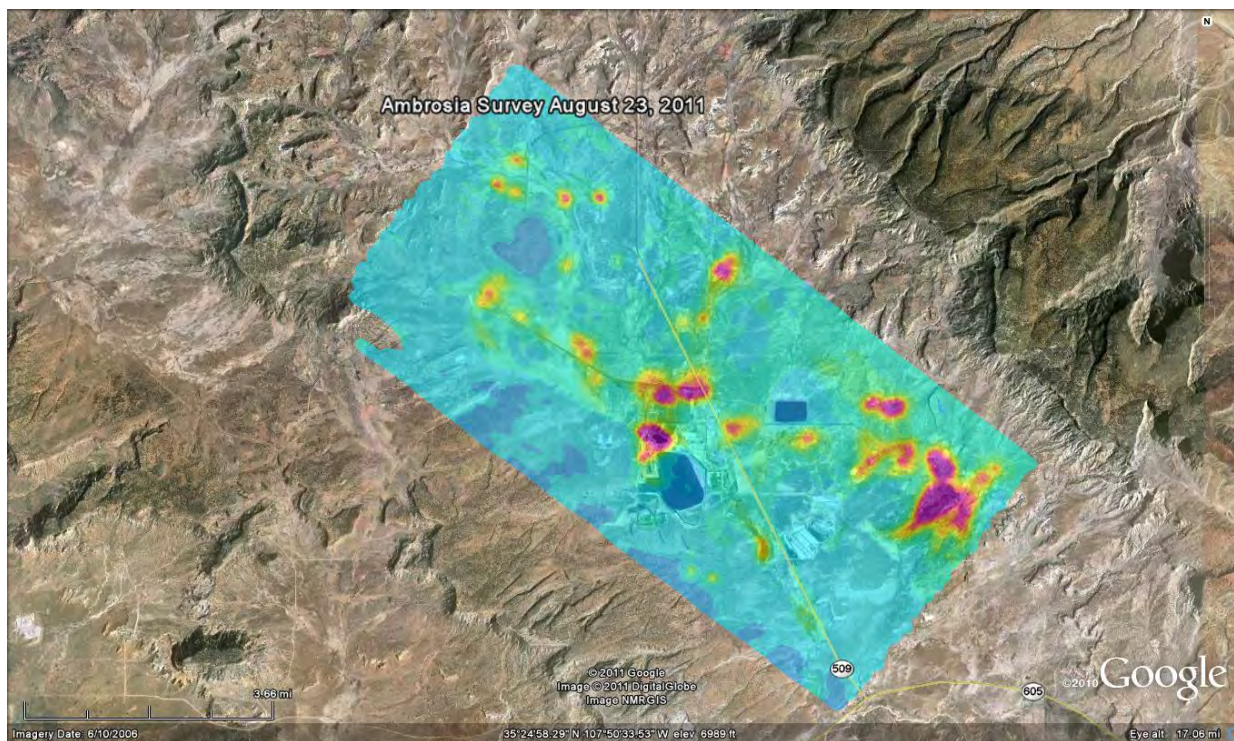 N
Ambrosia Survey August 23, 2011
509
605
© 2011 Google
Image © 2011 DigitalGlobe
Image NMRGIS
©2010 Google
3.66 mi
Imagery Date: 6/10/2006
35°24'58.29" N 107°50'33.53" W elev 6989 ft
Eye alt 17.06 mi